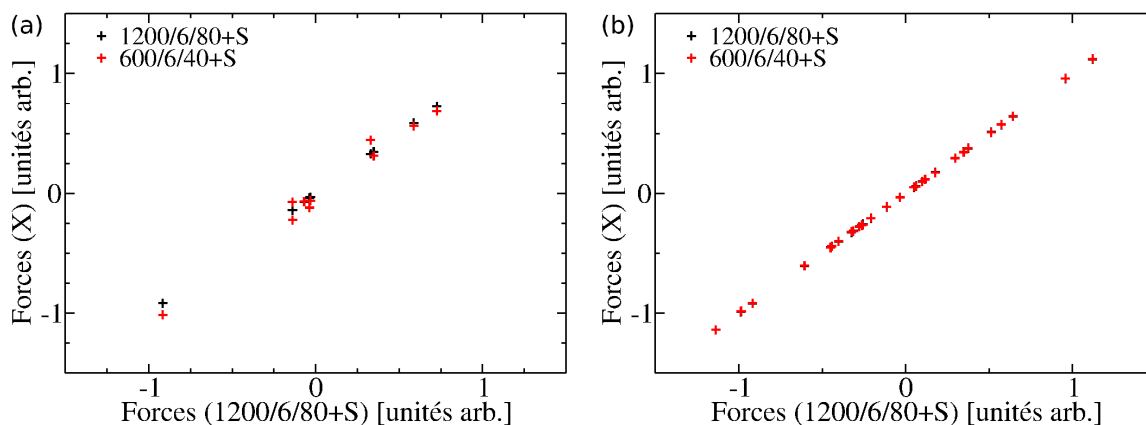 (a)
1200/6/80+S
600/6/40+S
1
0
-1
-1 0 1
Forces (X) [unités arb.]
Forces (1200/6/80+S) [unités arb.]
(b)
1200/6/80+S
600/6/40+S
1
0
-1
-1 0 1
Forces (X) [unités arb.]
Forces (1200/6/80+S) [unités arb.]